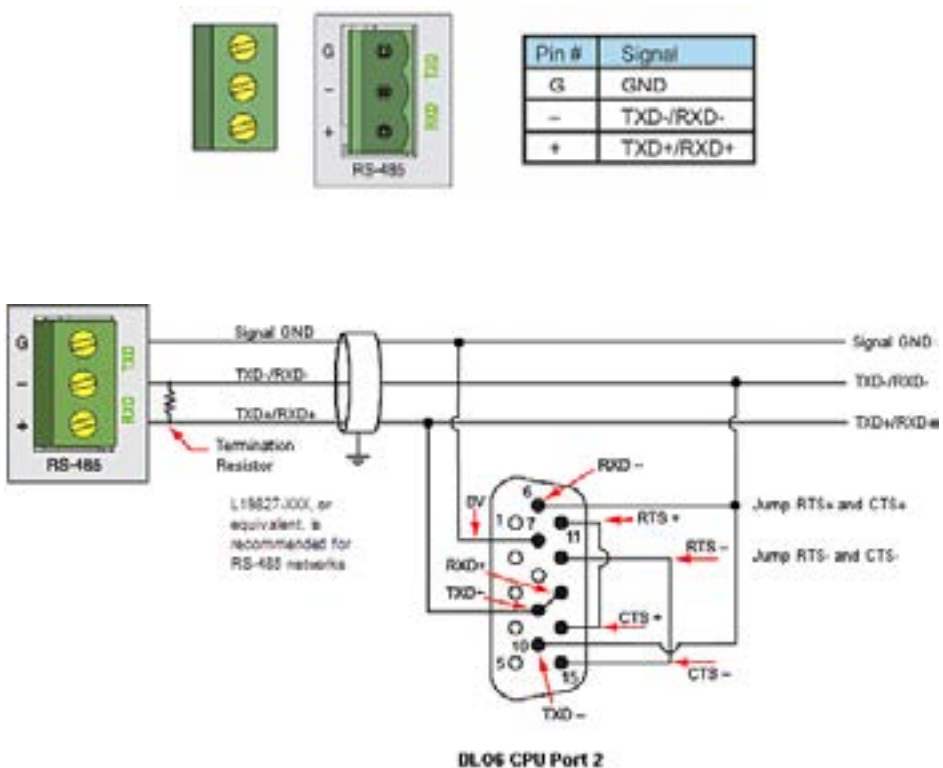 G
–
+
TXD
RXD
RS-485
Pin # Signal
G GND
– TXD-/RXD-
+ TXD+/RXD+
G
–
+
TXD
RXD
RS-485
Signal GND
TXD-/RXD-
TXD+/RXD+
Termination
Resistor
L19827-XXX, or
equivalent, is
recommended for
RS-485 networks
Signal GND
TXD-/RXD-
TXD+/RXD+
RXD –
0V
6
1
7
11
RTS +
Jump RTS+ and CTS+
RTS –
Jump RTS- and CTS-
RXD+
TXD+
CTS +
10
5
15
CTS –
TXD –
DL06 CPU Port 2